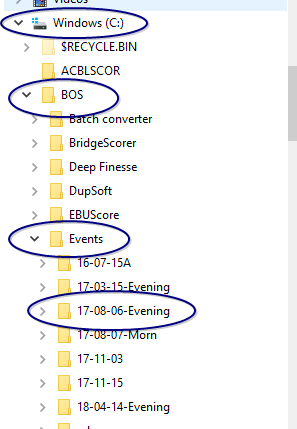 Videos
Windows (C:)
$RECYCLE.BIN
ACBLSCOR
BOS
Batch converter
BridgeScorer
Deep Finesse
DupSoft
EBUScore
Events
16-07-15A
17-03-15-Evening
17-08-06-Evening
17-08-07-Morn
17-11-03
17-11-15
18-04-14-Evening